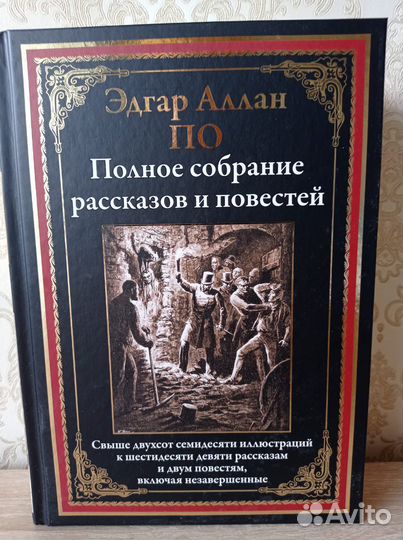 Эдгар Аллан
ПО
Полное собрание
рассказов и повестей
Свыше двухсот семидесяти иллюстраций
к шестидесяти девяти рассказам
и двум повестям,
включая незавершенные
Avito